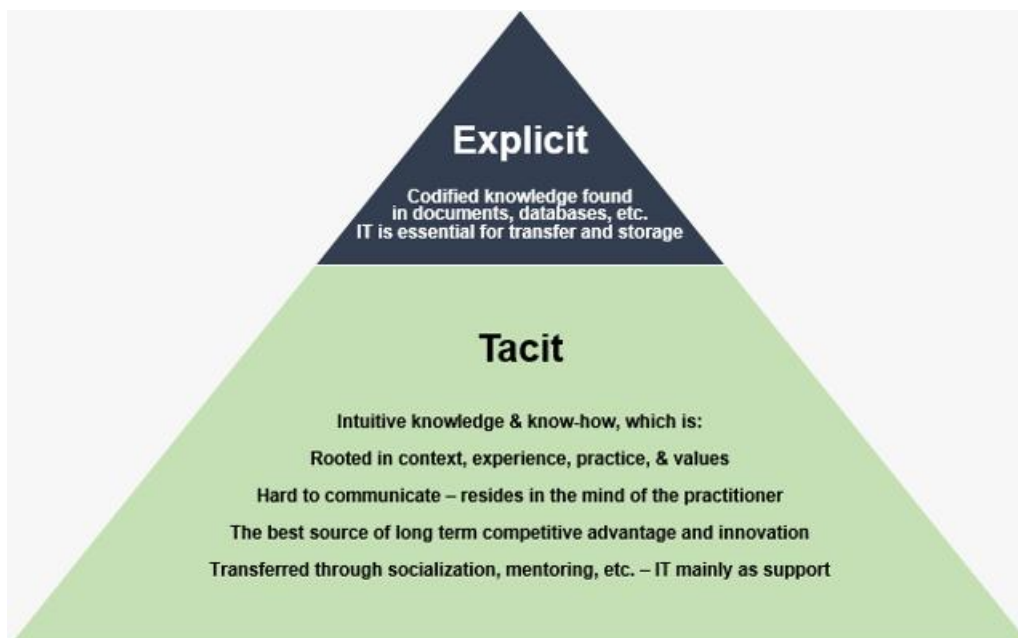 Explicit
Codified knowledge found
in documents, databases, etc.
IT is essential for transfer and storage
Tacit
Intuitive knowledge & know-how, which is:
Rooted in context, experience, practice, & values
Hard to communicate – resides in the mind of the practitioner
The best source of long term competitive advantage and innovation
Transferred through socialization, mentoring, etc. – IT mainly as support